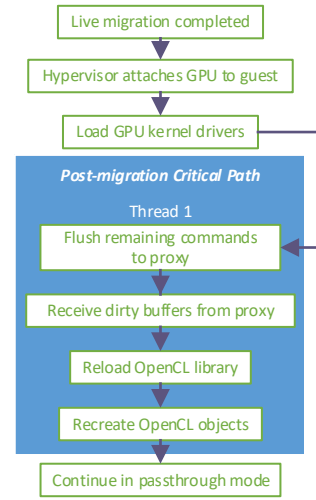 Live migration completed
Hypervisor attaches GPU to guest
Load GPU kernel drivers
Post-migration Critical Path
Thread 1
Flush remaining commands
to proxy
Receive dirty buffers from proxy
Reload OpenCL library
Recreate OpenCL objects
Continue in passthrough mode